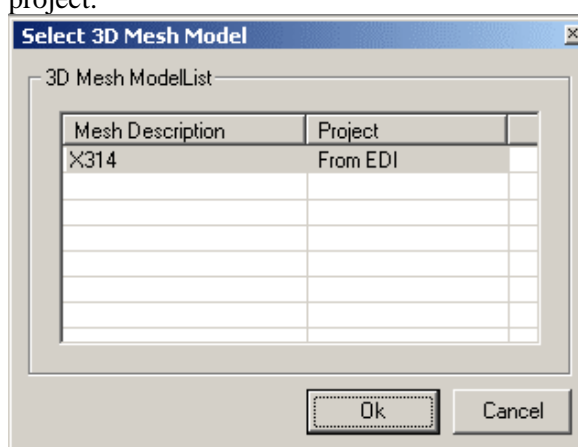 project.
Select 3D Mesh Model
3D Mesh ModelList
Mesh Description Project
X314 From EDI
Ok Cancel